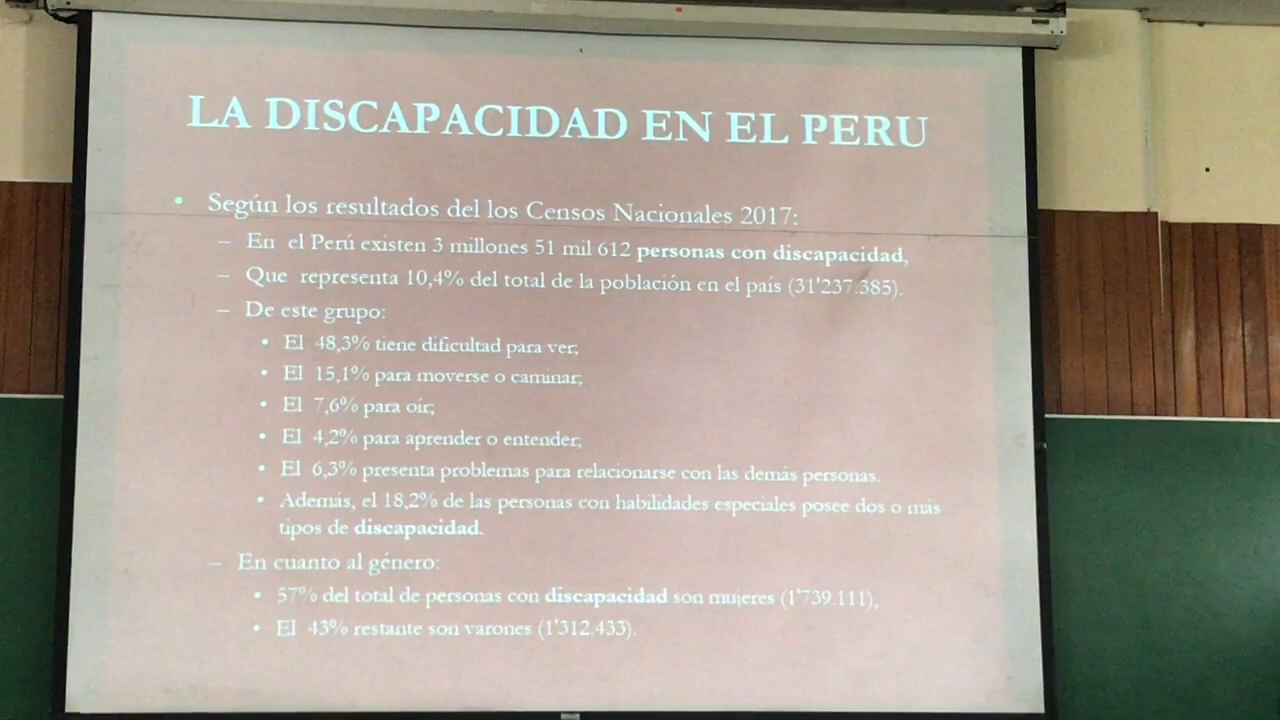 LA DISCAPACIDAD EN EL PERU
• Según los resultados del los Censos Nacionales 2017:
– En el Perú existen 3 millones 51 mil 612 personas con discapacidad,
– Que representa 10,4% del total de la población en el país (31'237.385).
– De este grupo:
• El 48,3% tiene dificultad para ver;
• El 15,1% para moverse o caminar;
• El 7,6% para oír;
• El 4,2% para aprender o entender;
• El 6,3% presenta problemas para relacionarse con las demás personas.
• Además, el 18,2% de las personas con habilidades especiales posee dos o más
tipos de discapacidad.
– En cuanto al género:
• 57% del total de personas con discapacidad son mujeres (1'739.111),
• El 43% restante son varones (1'312.433).